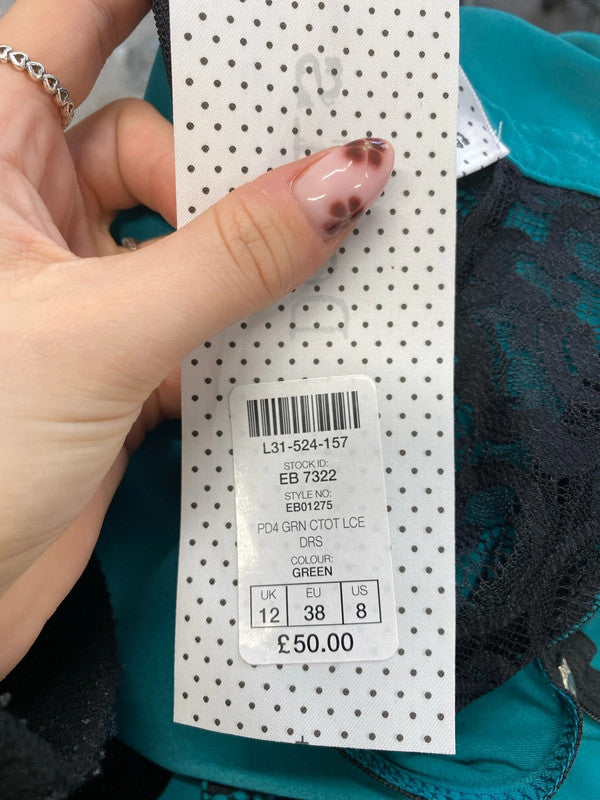 L31-524-157
STOCK ID:
EB 7322
STYLE NO:
EB01275
PD4 GRN CTOT LCE
DRS
COLOUR:
GREEN
UK EU US
12 38 8
£50.00